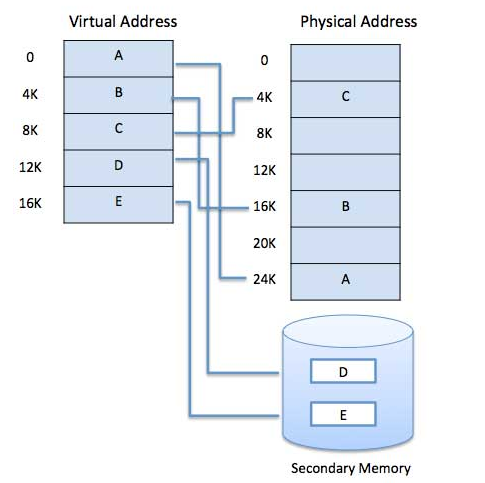 Virtual Address
Physical Address
0
A
4K
B
8K
C
12K
D
16K
E
0
4K
C
8K
12K
16K
B
20K
24K
A
D
E
Secondary Memory